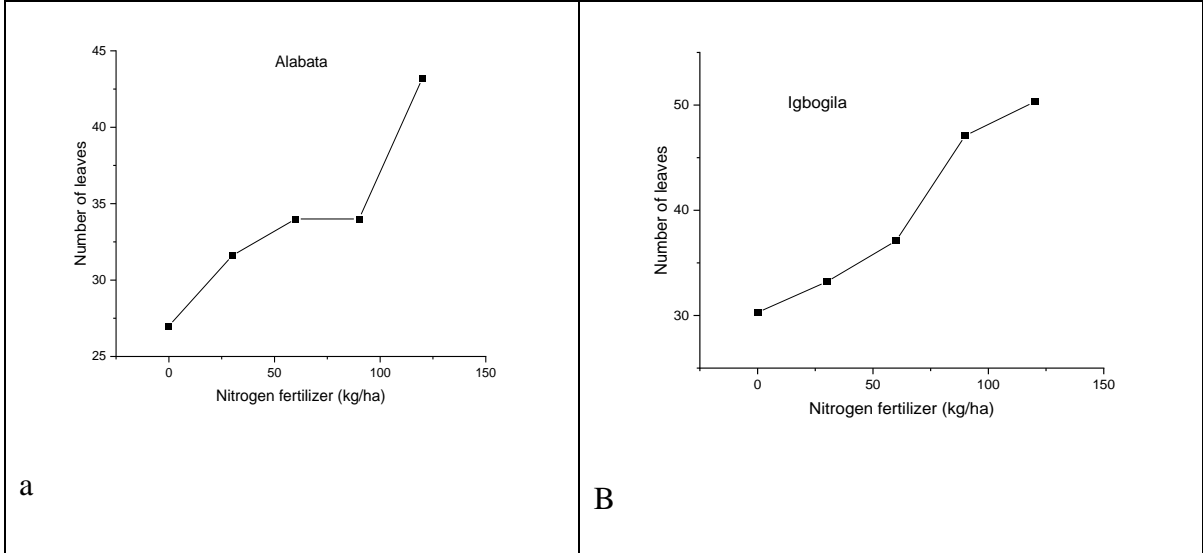 Alabata
45
40
35
30
25
Number of leaves
0
50
100
150
Nitrogen fertilizer (kg/ha)
a
Igbogila
50
40
30
Number of leaves
0
50
100
150
Nitrogen fertilizer (kg/ha)
B